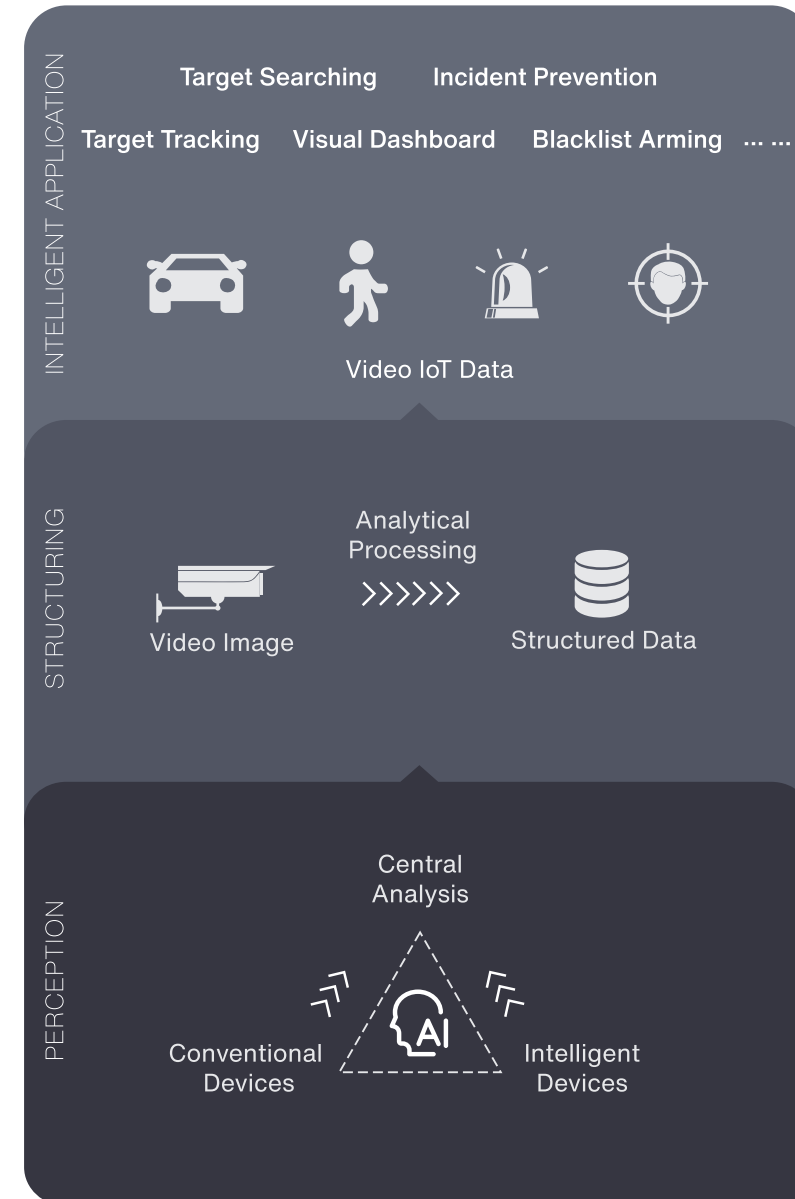 INTELLIGENT APPLICATION
Target Searching Incident Prevention
Target Tracking Visual Dashboard Blacklist Arming ... ...
Video IoT Data
STRUCTURING
Analytical
Processing
Video Image
Structured Data
PERCEPTION
Central
Analysis
AI
Conventional
Devices
Intelligent
Devices